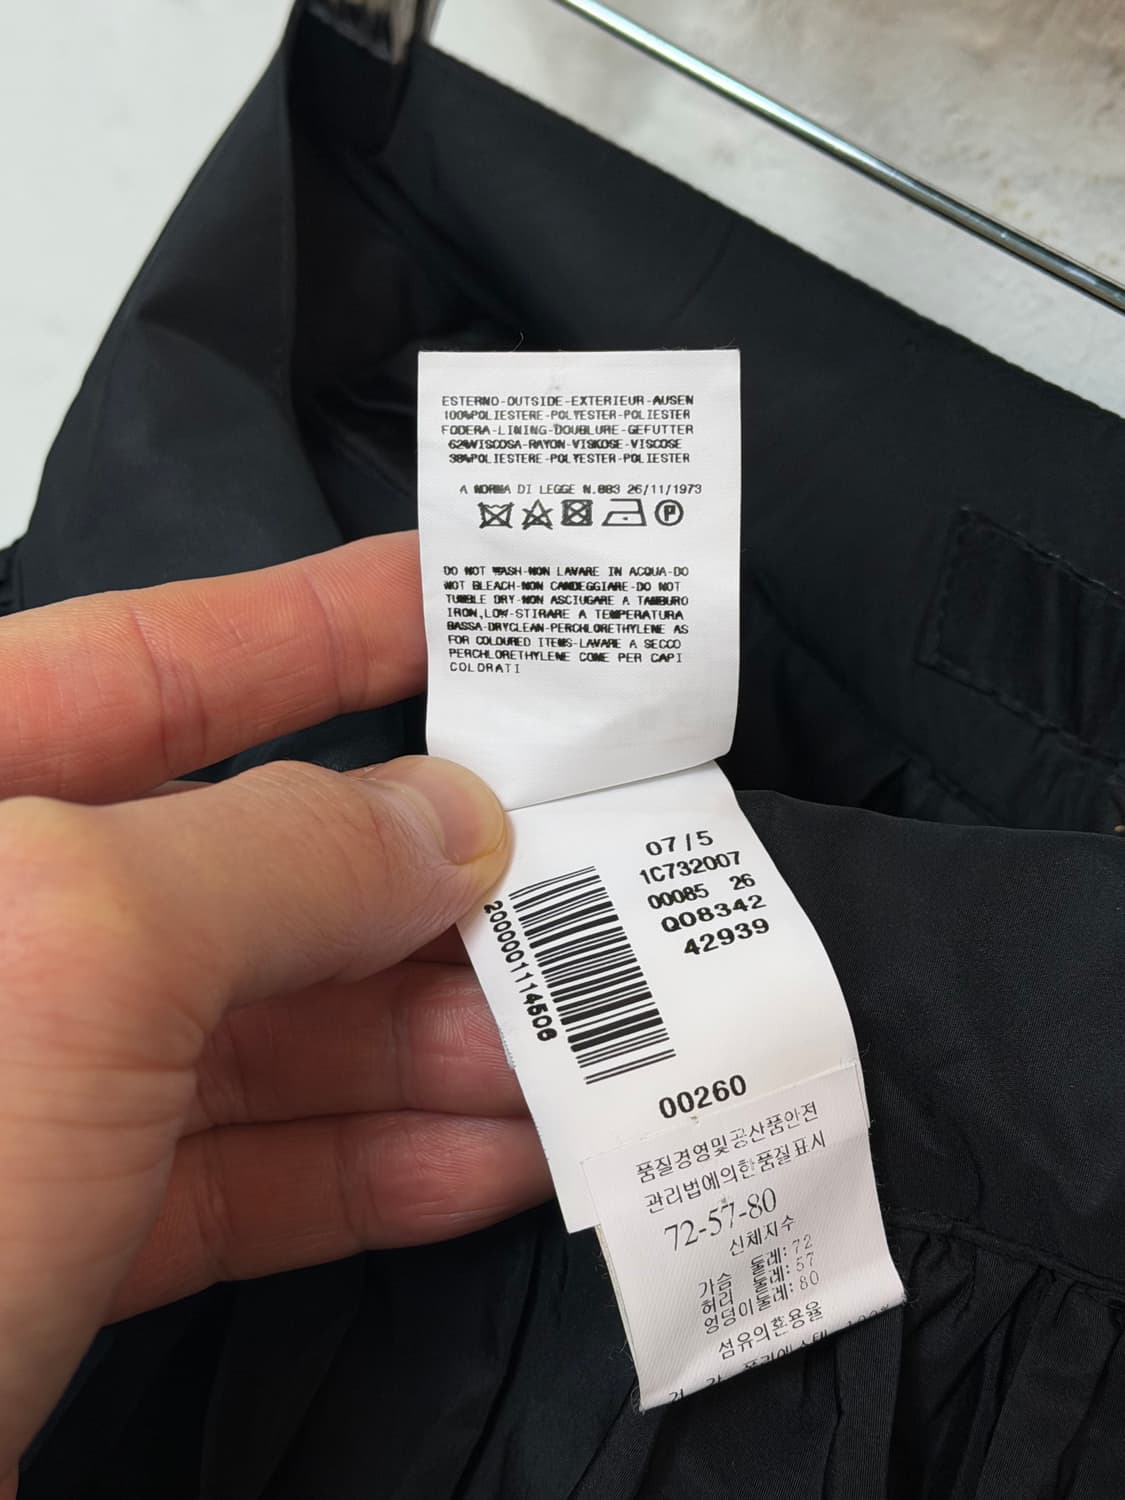 ESTERNO-OUTSIDE-EXTERIEUR-AUSEN
100%POLIESTERE-POLYESTER-POLIESTER
FODERA-LINING-DOUBLURE-GEFUTTER
62%VISCOSA-RAYON-VISKOSE-VISCOSE
38%POLIESTERE-POLYESTER-POLIESTER
A NORMA DI LEGGE N.883 26/11/1973
P
DO NOT WASH-NON LAVARE IN ACQUA-DO
NOT BLEACH-NON CANDEGGIARE-DO NOT
TUMBLE DRY-NON ASCIUGARE A TAMBURO
IRON,LOW-STIRARE A TEMPERATURA
BASSA-DRYCLEAN-PERCHLORETHYLENE AS
FOR COLOURED ITEMS-LAVARE A SECCO
PERCHLORETHYLENE COME PER CAPI
COLORATI
07/5
1C732007
00085 26
Q08342
42939
2000001114506
00260
품질경영및공산품안전
관리법에의한품질표시
72-57-80
신체지수
가슴 둘레: 72
허리 둘레: 57
엉덩이둘레: 80
섬유의혼용율